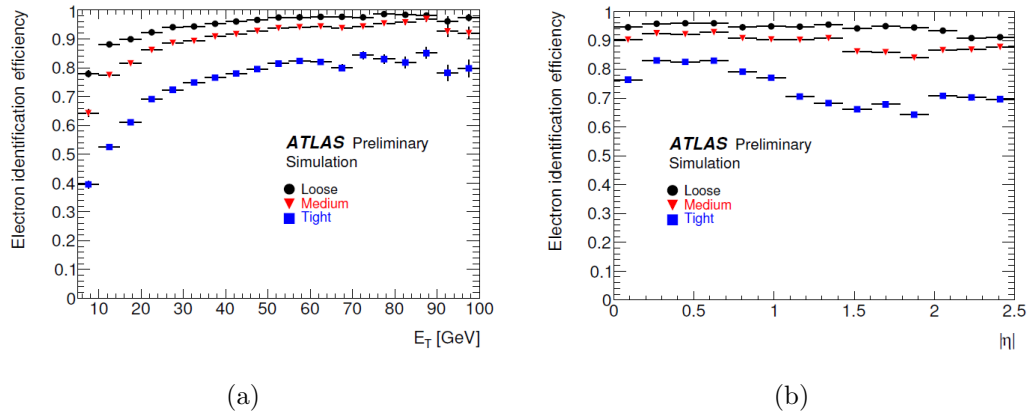 Electron identification efficiency
1
0.9
0.8
0.7
0.6
0.5
0.4
0.3
0.2
0.1
0
ATLAS Preliminary
Simulation
Loose
Medium
Tight
10 20 30 40 50 60 70 80 90 100
E_T [GeV]
(a)
Electron identification efficiency
1
0.9
0.8
0.7
0.6
0.5
0.4
0.3
0.2
0.1
0
ATLAS Preliminary
Simulation
Loose
Medium
Tight
0 0.5 1 1.5 2 2.5
|η|
(b)